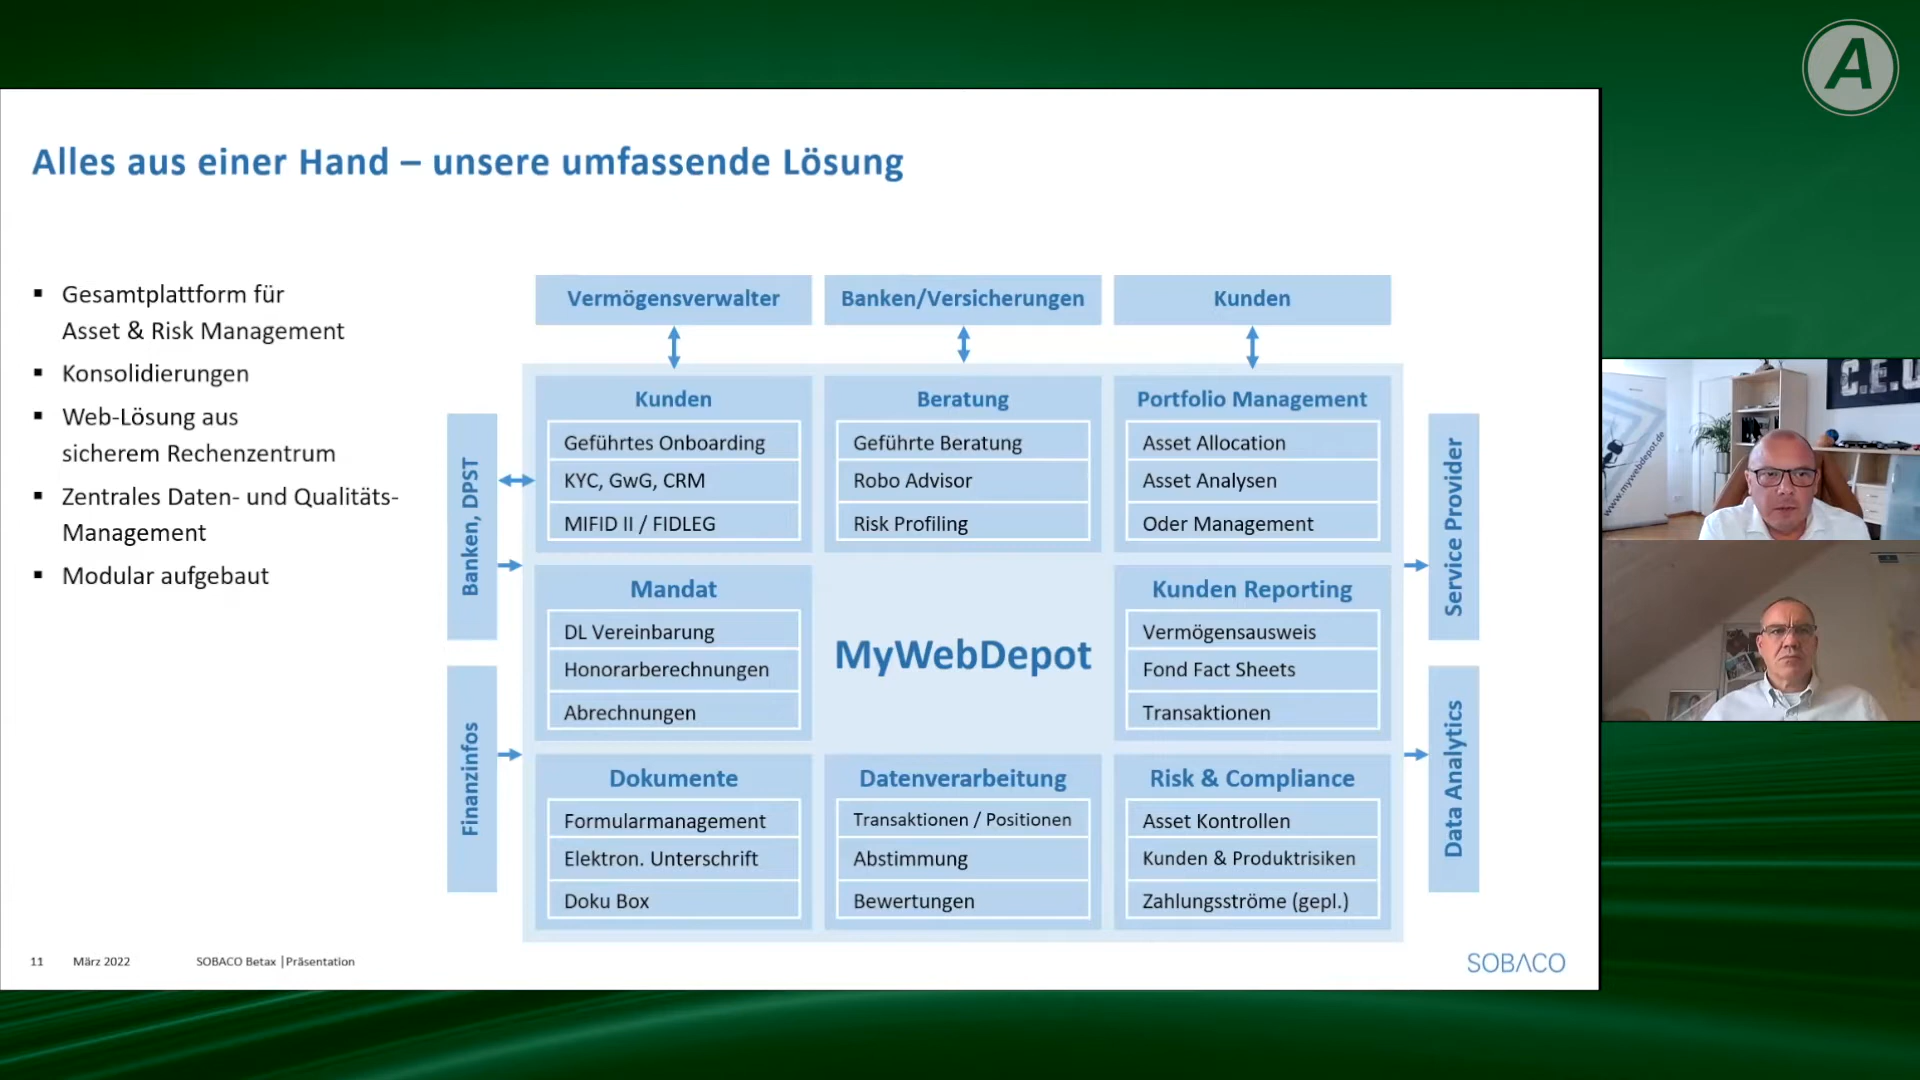 A
Alles aus einer Hand – unsere umfassende Lösung
▪ Gesamtplattform für
Asset & Risk Management
▪ Konsolidierungen
▪ Web-Lösung aus
sicherem Rechenzentrum
▪ Zentrales Daten- und Qualitäts-
Management
▪ Modular aufgebaut
Vermögensverwalter
Banken/Versicherungen
Kunden
Banken, DPST
Finanzinfos
Kunden
Geführtes Onboarding
KYC, GwG, CRM
MIFID II / FIDLEG
Beratung
Geführte Beratung
Robo Advisor
Risk Profiling
Portfolio Management
Asset Allocation
Asset Analysen
Oder Management
Mandat
DL Vereinbarung
Honorarberechnungen
Abrechnungen
MyWebDepot
Kunden Reporting
Vermögensausweis
Fond Fact Sheets
Transaktionen
Dokumente
Formularmanagement
Elektron. Unterschrift
Doku Box
Datenverarbeitung
Transaktionen / Positionen
Abstimmung
Bewertungen
Risk & Compliance
Asset Kontrollen
Kunden & Produktrisiken
Zahlungsströme (gepl.)
Service Provider
Data Analytics
11 März 2022 SOBACO Betax | Präsentation
SOBACO
www.mywebdepot.de